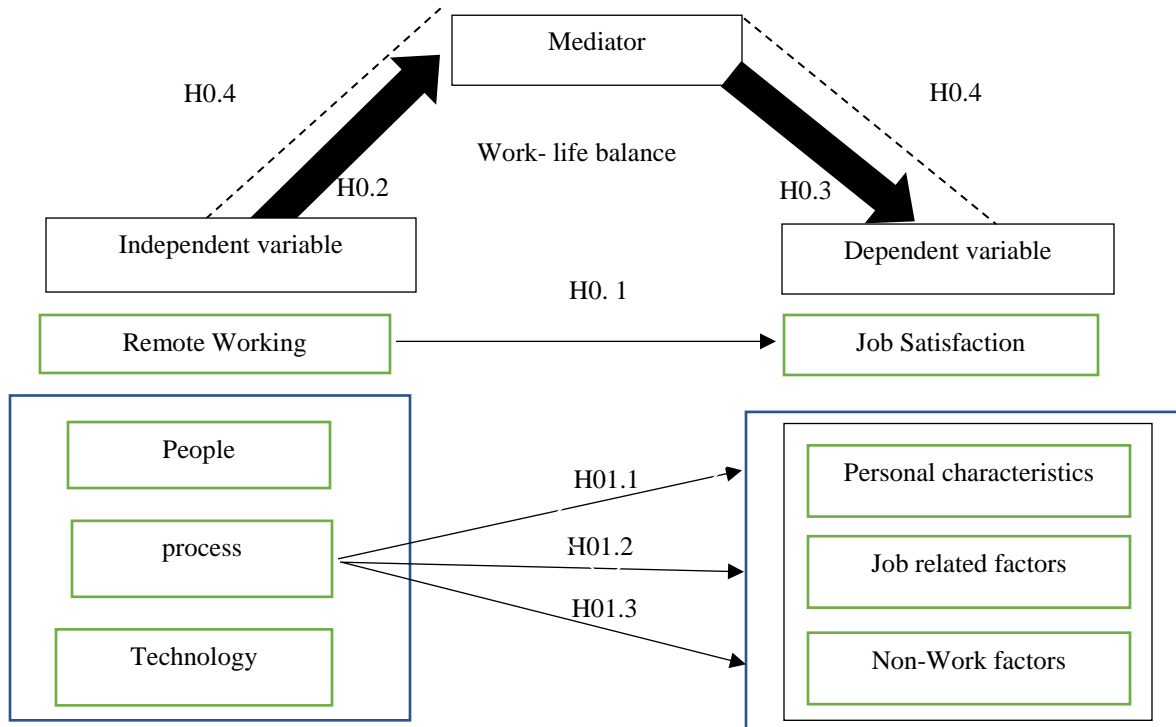 Mediator
H0.4
H0.4
Work- life balance
H0.2
H0.3
Independent variable
Dependent variable
H0. 1
Remote Working
Job Satisfaction
People
Personal characteristics
H01.1
process
H01.2
Job related factors
H01.3
Technology
Non-Work factors